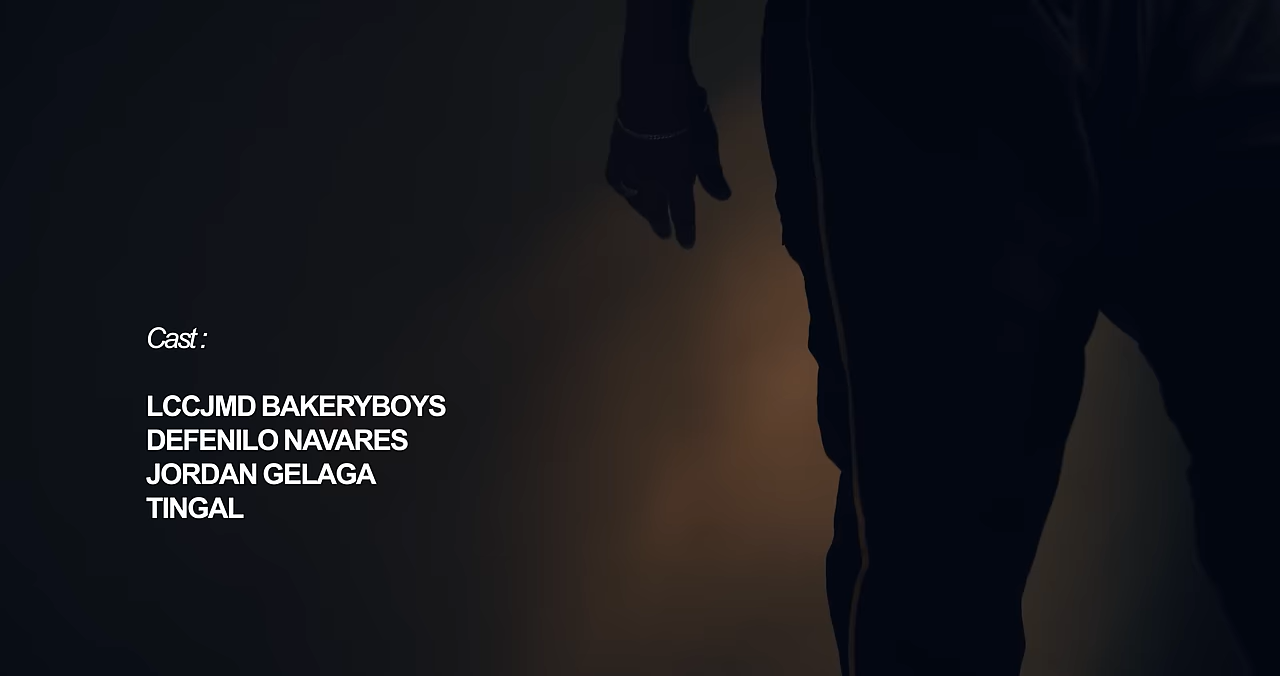 Cast :
LCCJMD BAKERYBOYS
DEFENILO NAVARES
JORDAN GELAGA
TINGAL